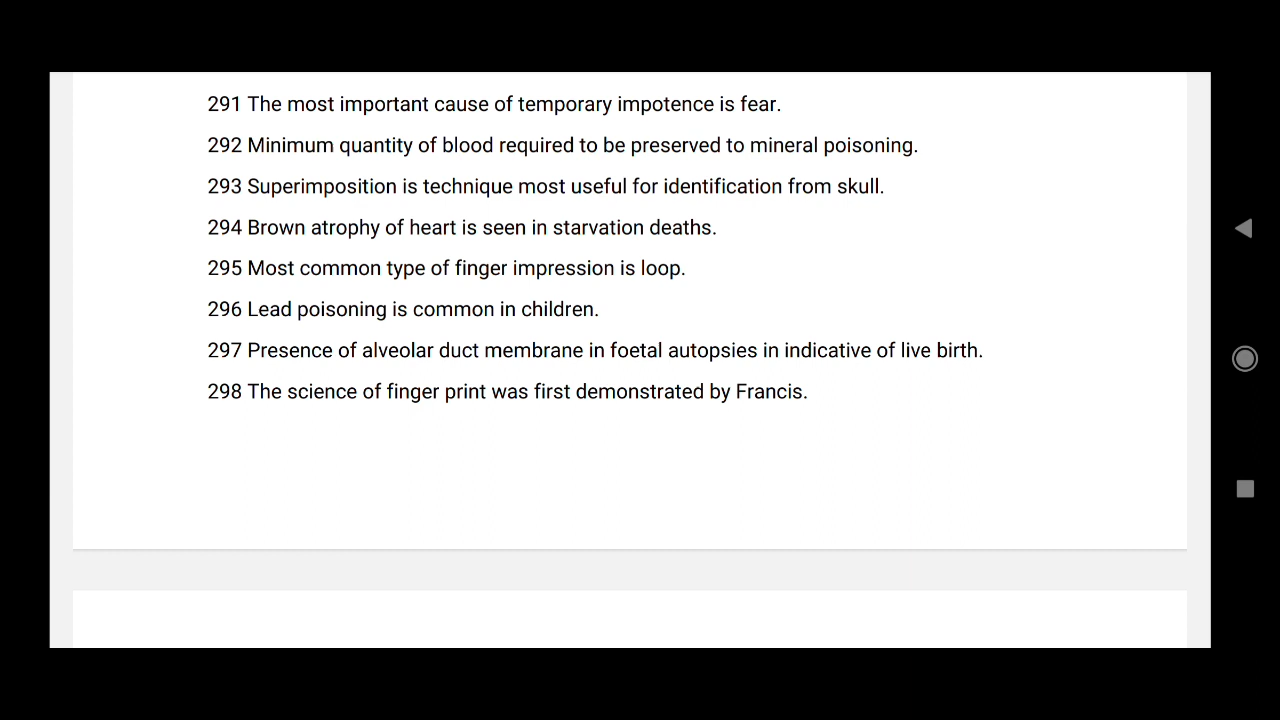 291 The most important cause of temporary impotence is fear.
292 Minimum quantity of blood required to be preserved to mineral poisoning.
293 Superimposition is technique most useful for identification from skull.
294 Brown atrophy of heart is seen in starvation deaths.
295 Most common type of finger impression is loop.
296 Lead poisoning is common in children.
297 Presence of alveolar duct membrane in foetal autopsies in indicative of live birth.
298 The science of finger print was first demonstrated by Francis.